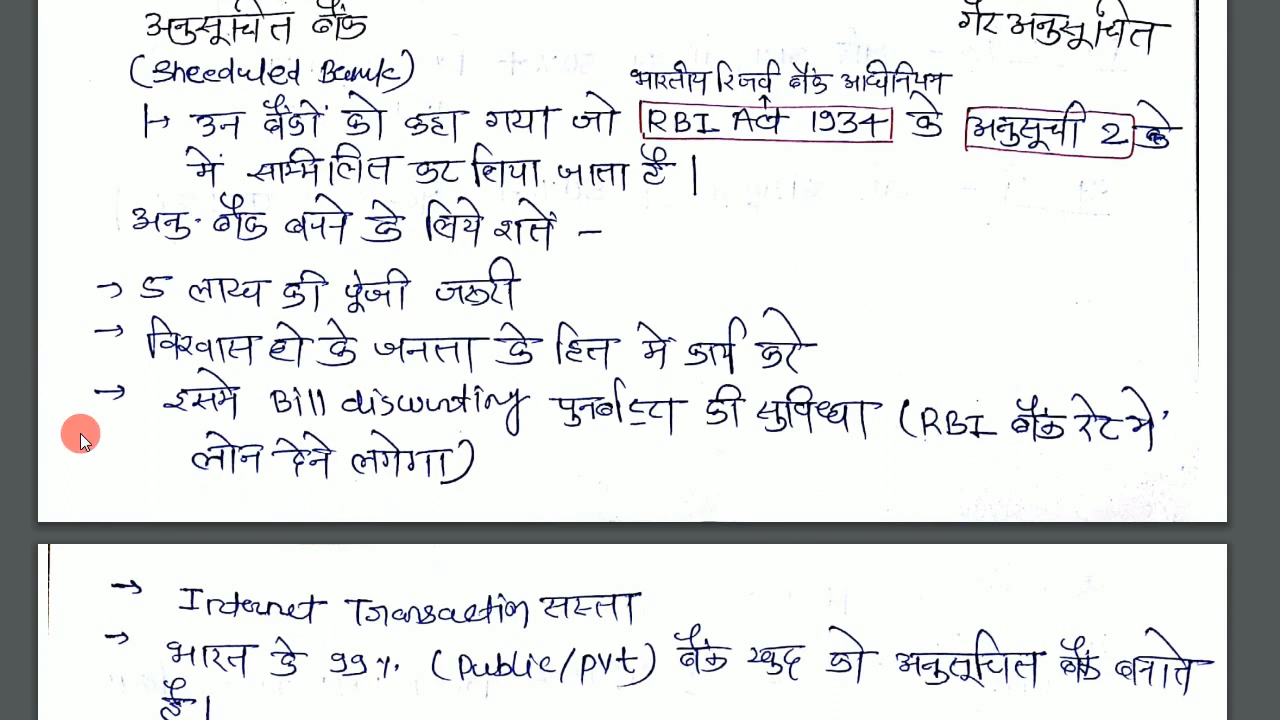 अनुसूचित बैंक गैर अनुसूचित
(Sheeduled Bank)
भारतीय रिजर्व बैंक अधिनियम
↳ उन बैंकों को कहा गया जो RBI Act 1934 के अनुसूची 2 के
में सम्मिलित कर लिया जाता है।
अनु. बैंक बनने के लिये शर्तें -
→ 5 लाख की पूंजी जरूरी
→ विश्वास हो के जनता के हित में कार्य करे
→ इसमे Bill discounting पुनर्बट्टा की सुविधा (RBI बैंक रेट मे
लोन देने लगेगा)
→ Internet Transaction सस्ता
→ भारत के 99% (Public/pvt) बैंक खुद को अनुसूचित बैंक बनाते
है।